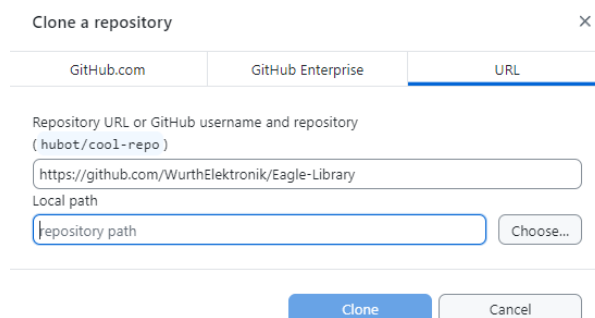 Clone a repository
GitHub.com GitHub Enterprise URL
Repository URL or GitHub username and repository
(hubot/cool-repo)
https://github.com/WurthElektronik/Eagle-Library
Local path
repository path Choose...
Clone Cancel